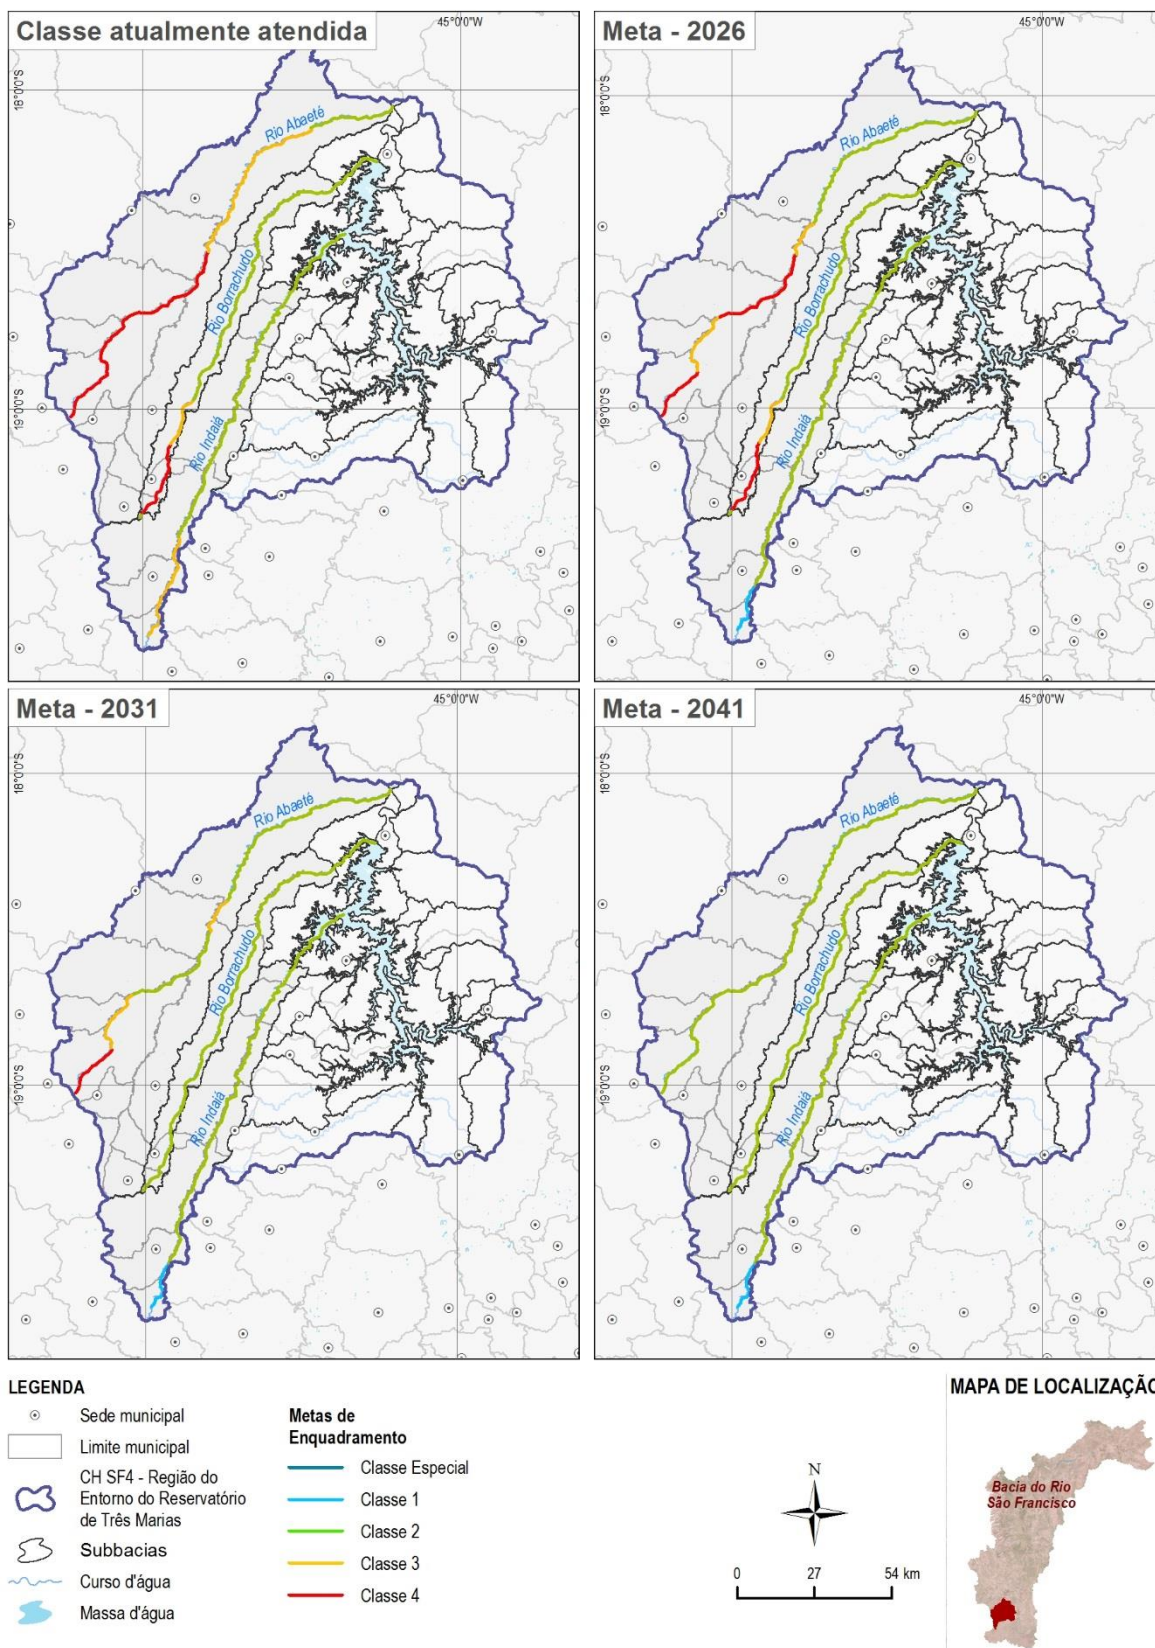 Classe atualmente atendida
45°0'0"W
18°0'0"S
19°0'0"S
Rio Abaeté
Rio Borrachudo
Rio Indaiá
Meta - 2026
45°0'0"W
18°0'0"S
19°0'0"S
Rio Abaeté
Rio Borrachudo
Rio Indaiá
Meta - 2031
45°0'0"W
18°0'0"S
19°0'0"S
Rio Abaeté
Rio Borrachudo
Rio Indaiá
Meta - 2041
45°0'0"W
18°0'0"S
19°0'0"S
Rio Abaeté
Rio Borrachudo
Rio Indaiá
LEGENDA
Sede municipal
Limite municipal
CH SF4 - Região do
Entorno do Reservatório
de Três Marias
Subbacias
Curso d'água
Massa d'água
Metas de
Enquadramento
Classe Especial
Classe 1
Classe 2
Classe 3
Classe 4
N
0 27 54 km
MAPA DE LOCALIZAÇÃO
Bacia do Rio
São Francisco